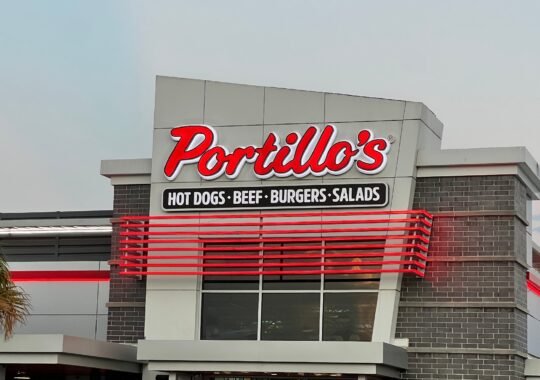 Portillo's®
HOT DOGS · BEEF · BURGERS · SALADS